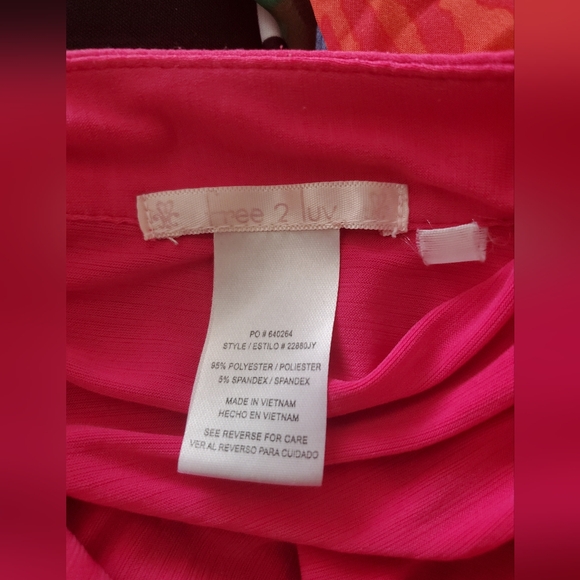 free 2 luv
PO # 640264
STYLE / ESTILO # 22880JY
95% POLYESTER / POLIESTER
5% SPANDEX / SPANDEX
MADE IN VIETNAM
HECHO EN VIETNAM
SEE REVERSE FOR CARE
VER AL REVERSO PARA CUIDADO